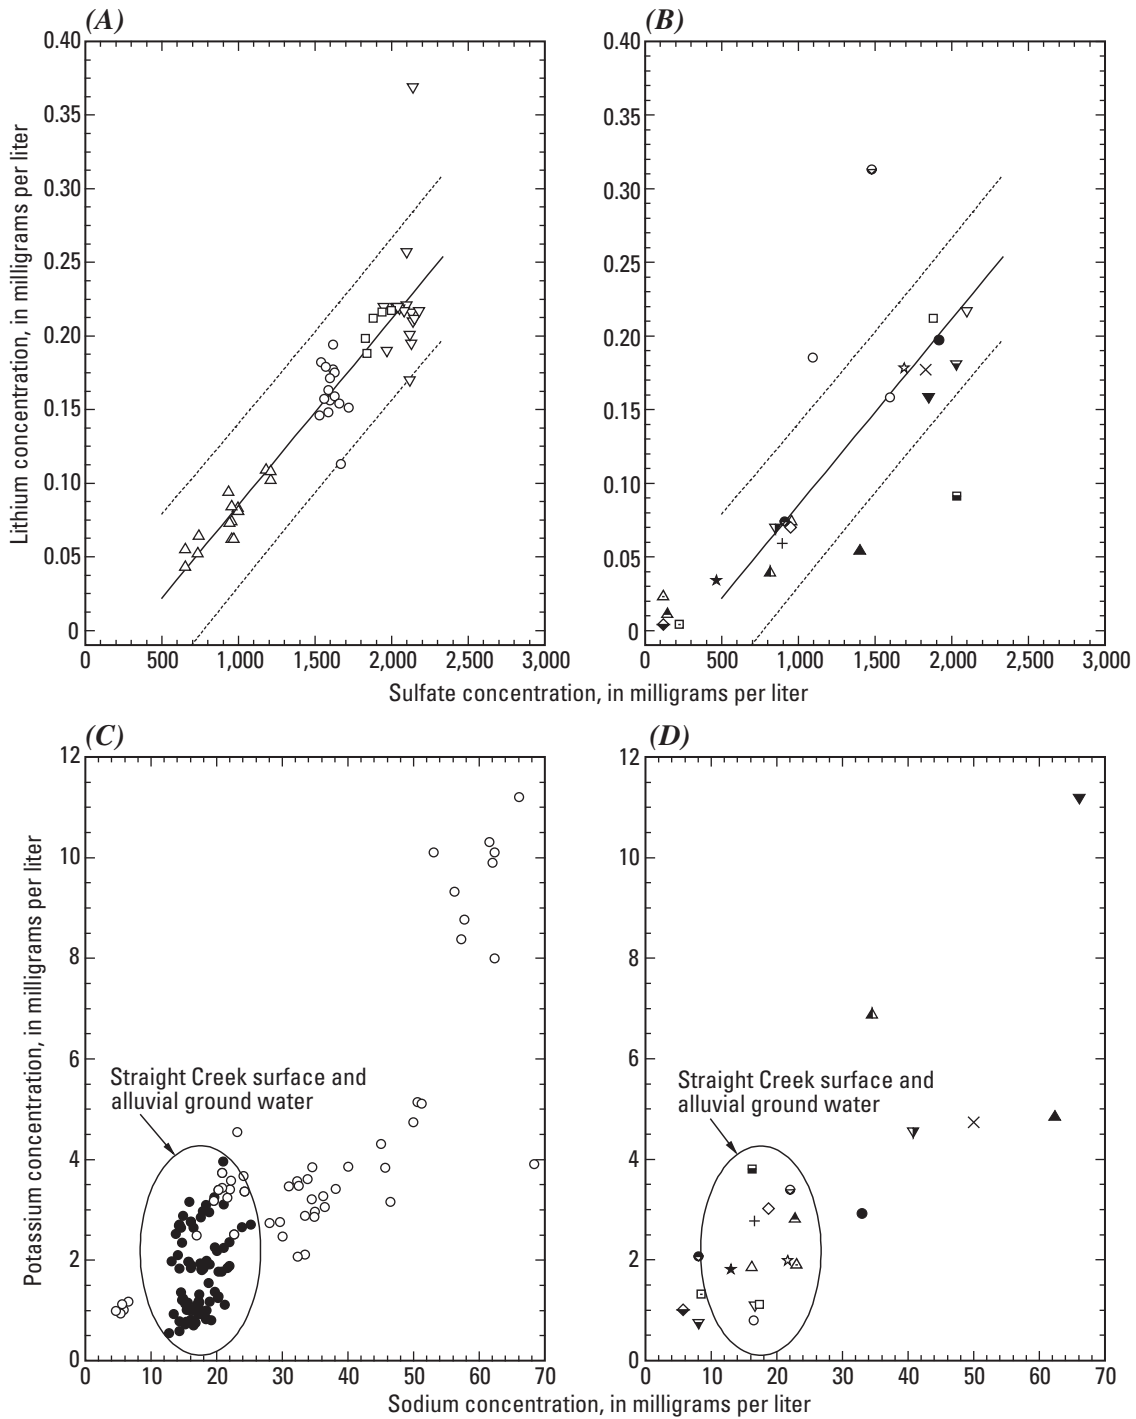 (A)
(B)
0.40
0.35
0.30
0.25
0.20
0.15
0.10
0.05
0
0.40
0.35
0.30
0.25
0.20
0.15
0.10
0.05
0
Lithium concentration, in milligrams per liter
0 500 1,000 1,500 2,000 2,500 3,000
0 500 1,000 1,500 2,000 2,500 3,000
Sulfate concentration, in milligrams per liter
(C)
(D)
12
10
8
6
4
2
0
12
10
8
6
4
2
0
Potassium concentration, in milligrams per liter
Straight Creek surface and
alluvial ground water
Straight Creek surface and
alluvial ground water
0 10 20 30 40 50 60 70
0 10 20 30 40 50 60 70
Sodium concentration, in milligrams per liter